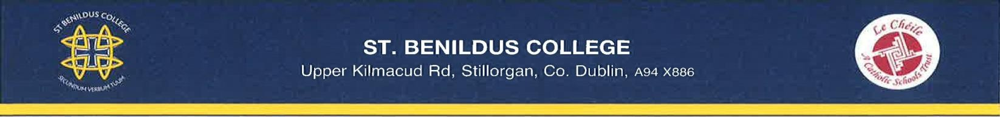 ST BENILDUS COLLEGE
SECUNDUM VERBUM TUUM
ST. BENILDUS COLLEGE
Upper Kilmacud Rd, Stillorgan, Co. Dublin, A94 X886
Le Chéile
A Catholic Schools Trust